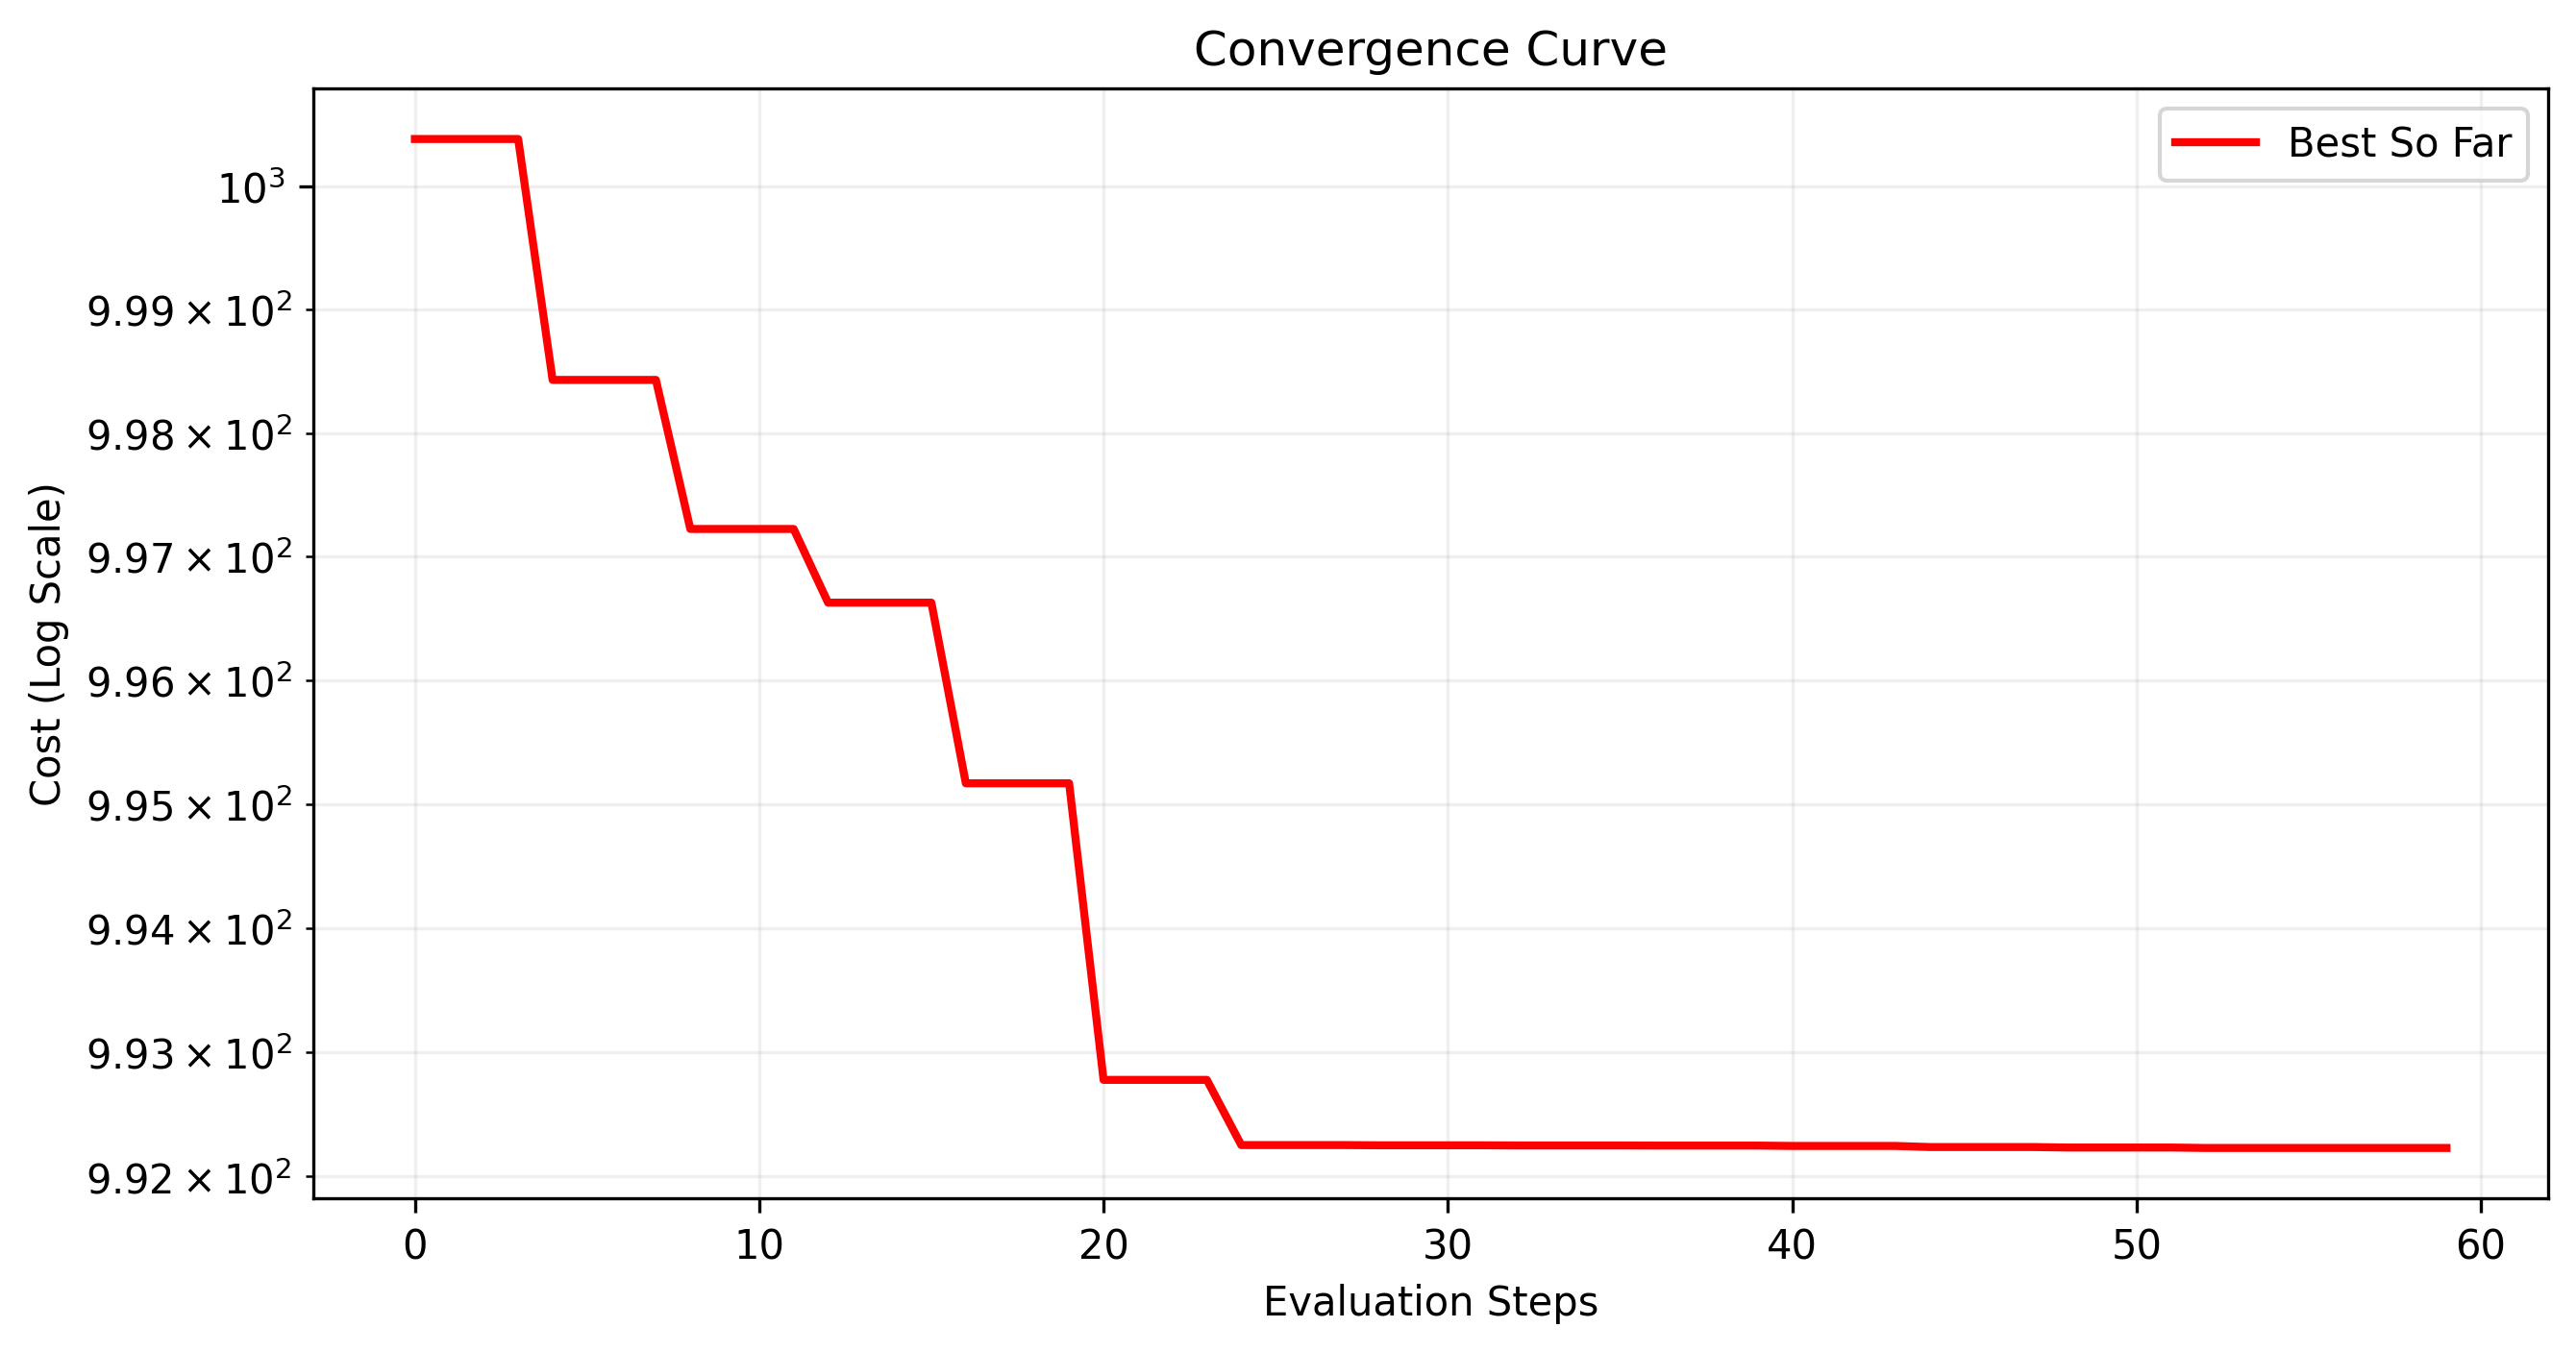 Convergence Curve
Best So Far
10³
9.99 × 10²
9.98 × 10²
9.97 × 10²
9.96 × 10²
9.95 × 10²
9.94 × 10²
9.93 × 10²
9.92 × 10²
Cost (Log Scale)
0 10 20 30 40 50 60
Evaluation Steps